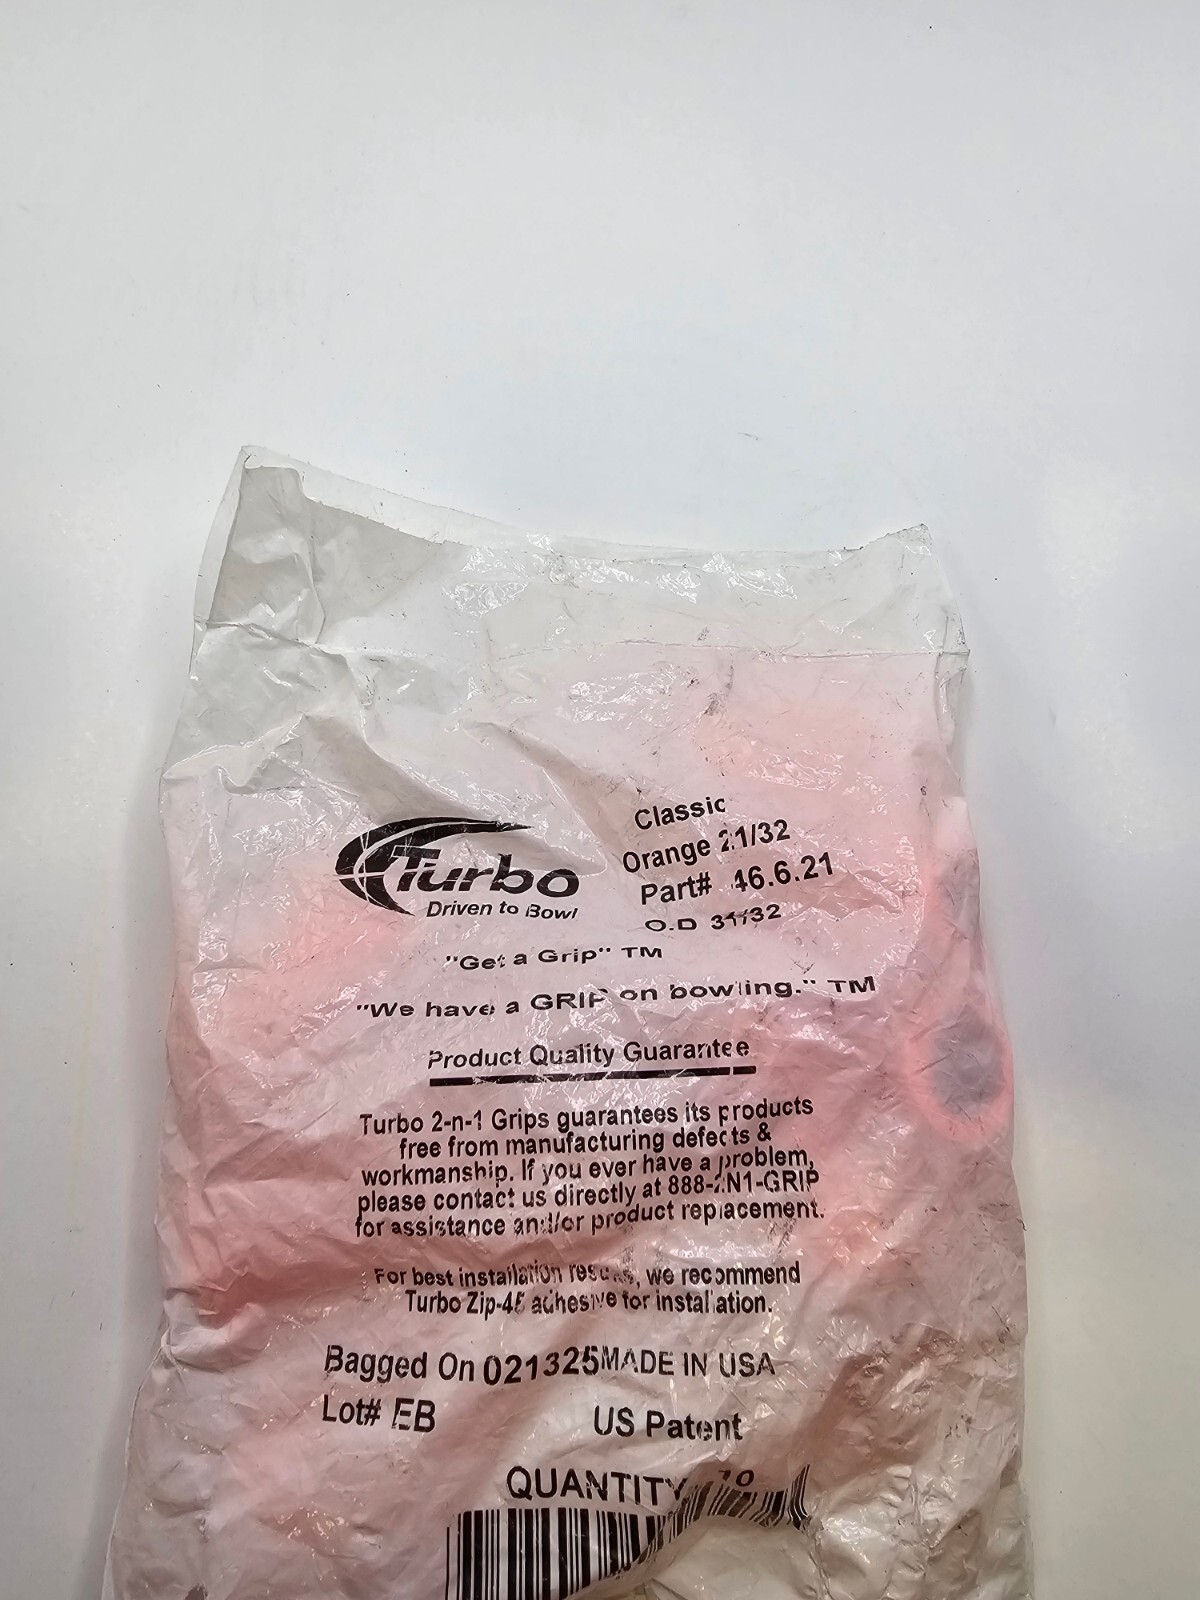 Turbo
Driven to Bowl
Classic
Orange 21/32
Part# 46.6.21
O.D 31/32
"Get a Grip" TM
"We have a GRIP on bowling." TM
Product Quality Guarantee
Turbo 2-n-1 Grips guarantees its products
free from manufacturing defects &
workmanship. If you ever have a problem,
please contact us directly at 888-2N1-GRIP
for assistance and/or product replacement.
For best installation results, we recommend
Turbo Zip-45 adhesive for installation.
Bagged On 021325 MADE IN USA
Lot# EB
US Patent
QUANTITY